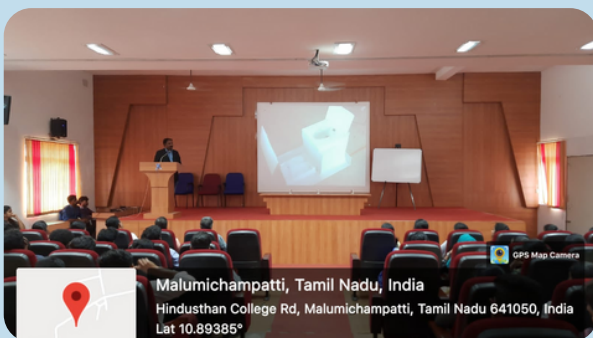 GPS Map Camera
Malumichampatti, Tamil Nadu, India
Hindusthan College Rd, Malumichampatti, Tamil Nadu 641050, India
Lat 10.89385°